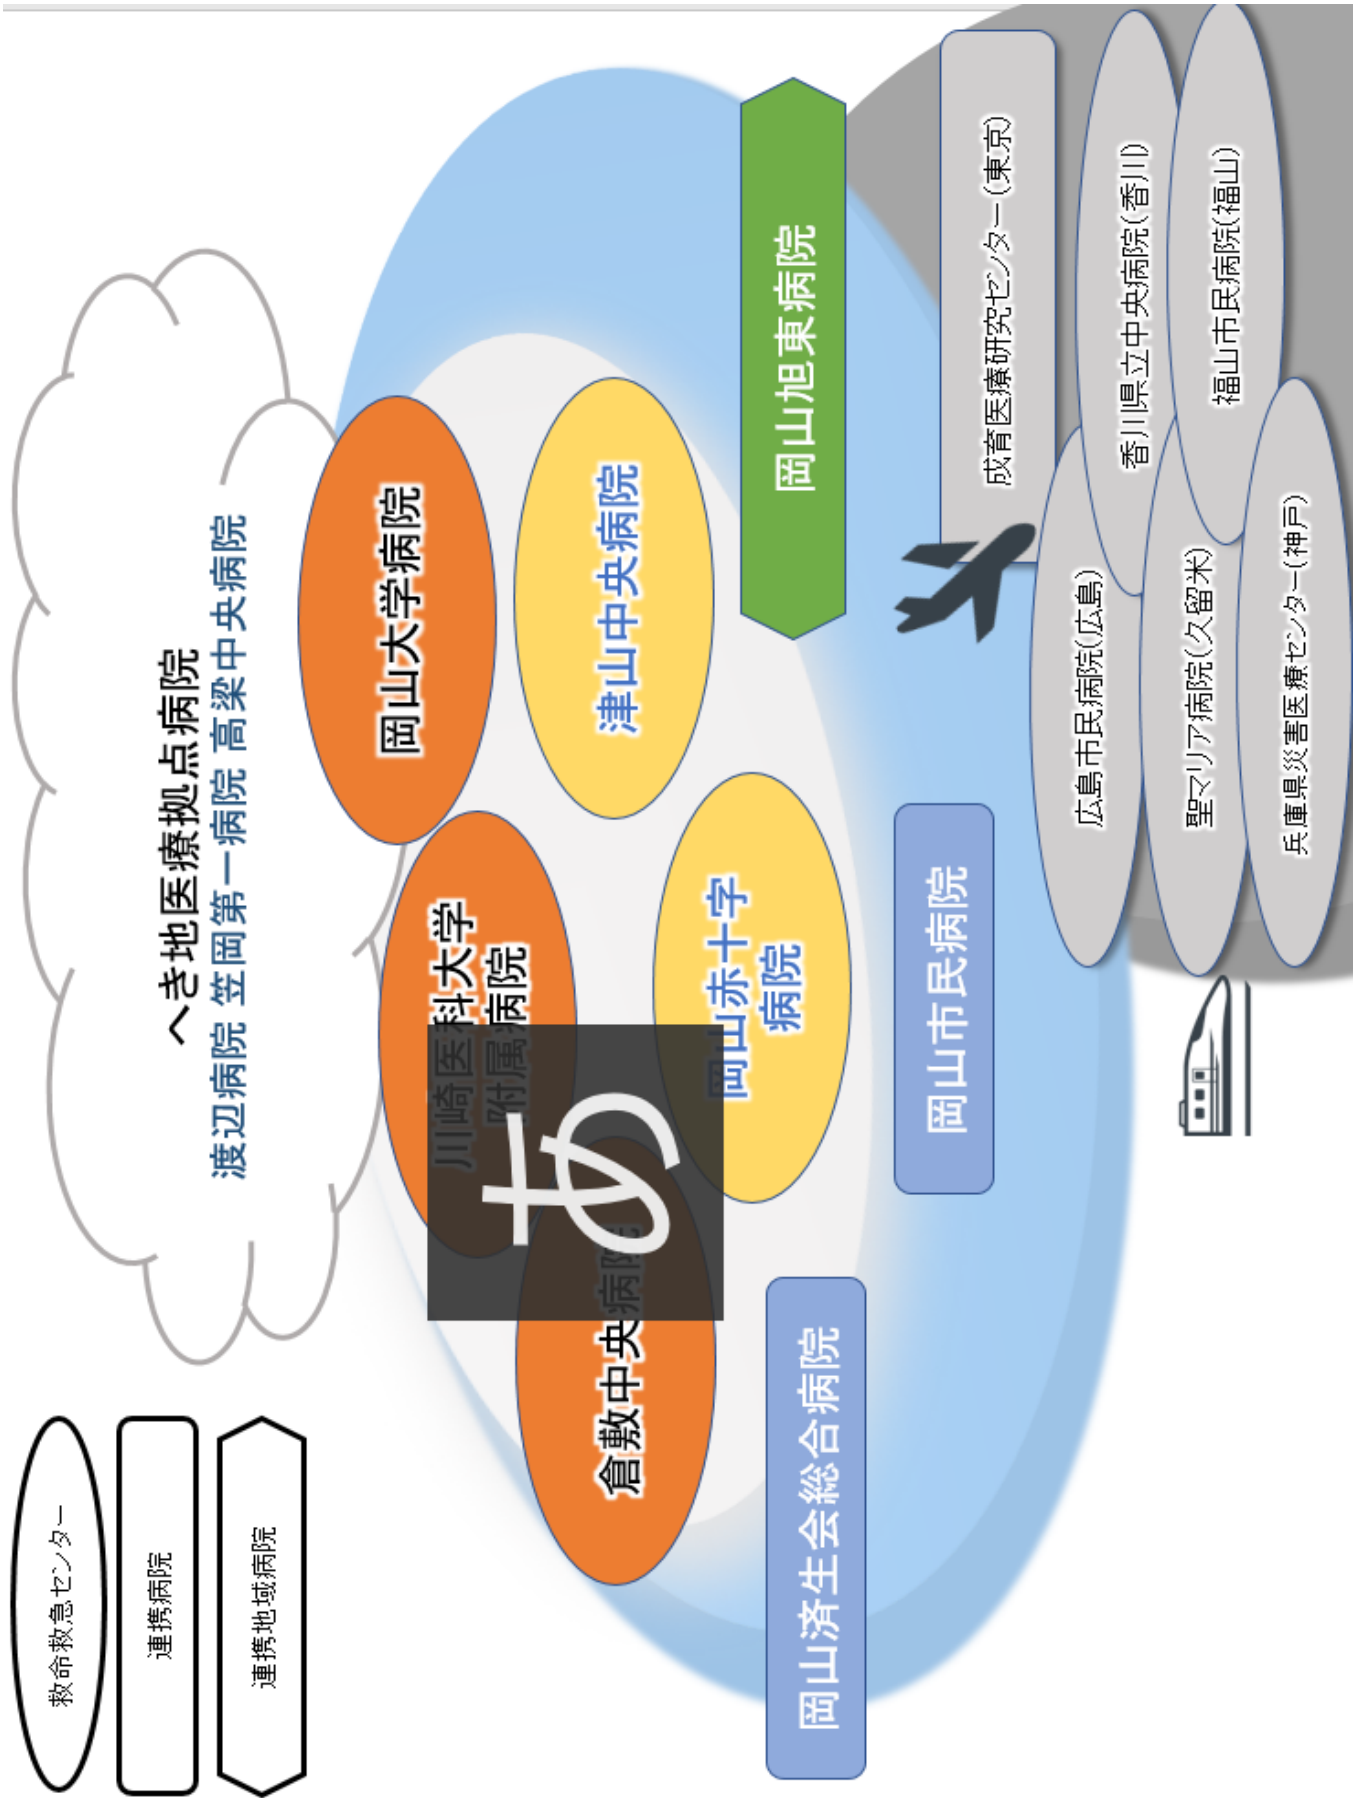 救命救急センター
連携病院
連携地域病院
へき地医療拠点病院
渡辺病院 笠岡第一病院 高梁中央病院
岡山大学病院
川崎医科大学
附属病院
津山中央病院
倉敷中央病院
岡山赤十字
病院
あ
岡山旭東病院
岡山済生会総合病院
岡山市民病院
成育医療研究センター(東京)
広島市民病院(広島)
香川県立中央病院(香川)
聖マリア病院(久留米)
福山市民病院(福山)
兵庫県災害医療センター(神戸)